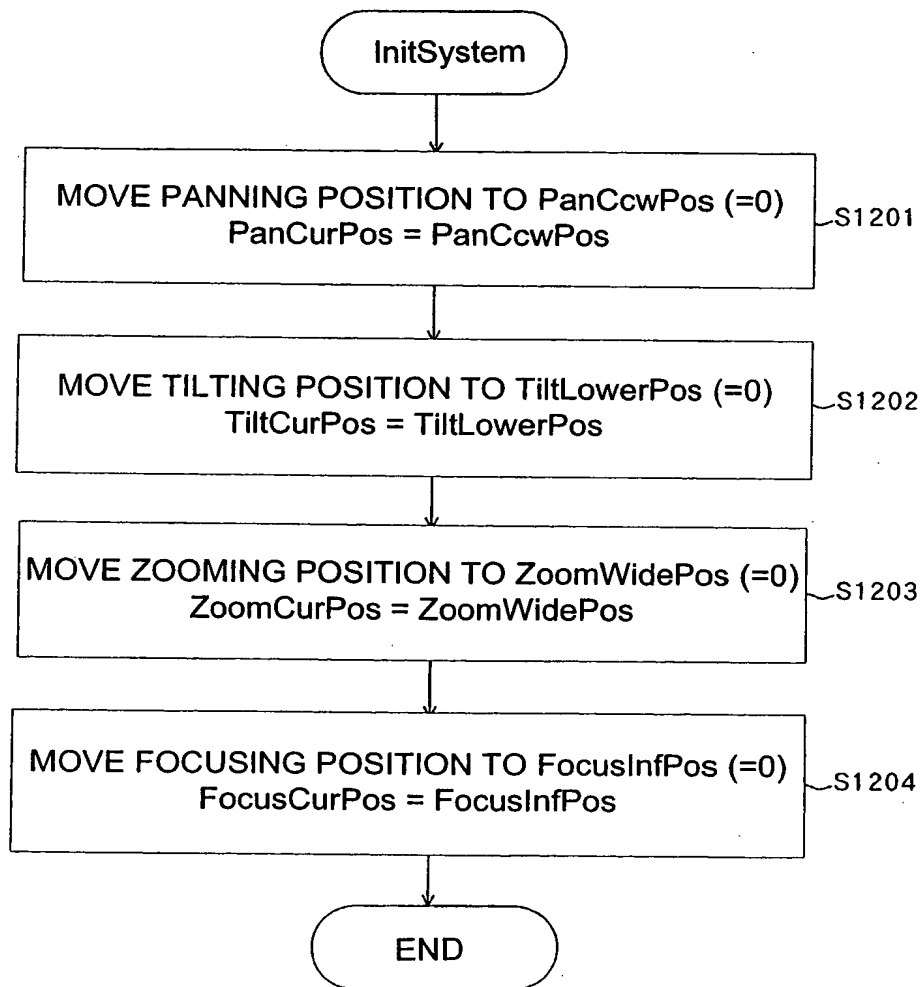 InitSystem
MOVE PANNING POSITION TO PanCcwPos (=0)
PanCurPos = PanCcwPos
S1201
MOVE TILTING POSITION TO TiltLowerPos (=0)
TiltCurPos = TiltLowerPos
S1202
MOVE ZOOMING POSITION TO ZoomWidePos (=0)
ZoomCurPos = ZoomWidePos
S1203
MOVE FOCUSING POSITION TO FocusInfPos (=0)
FocusCurPos = FocusInfPos
S1204
END